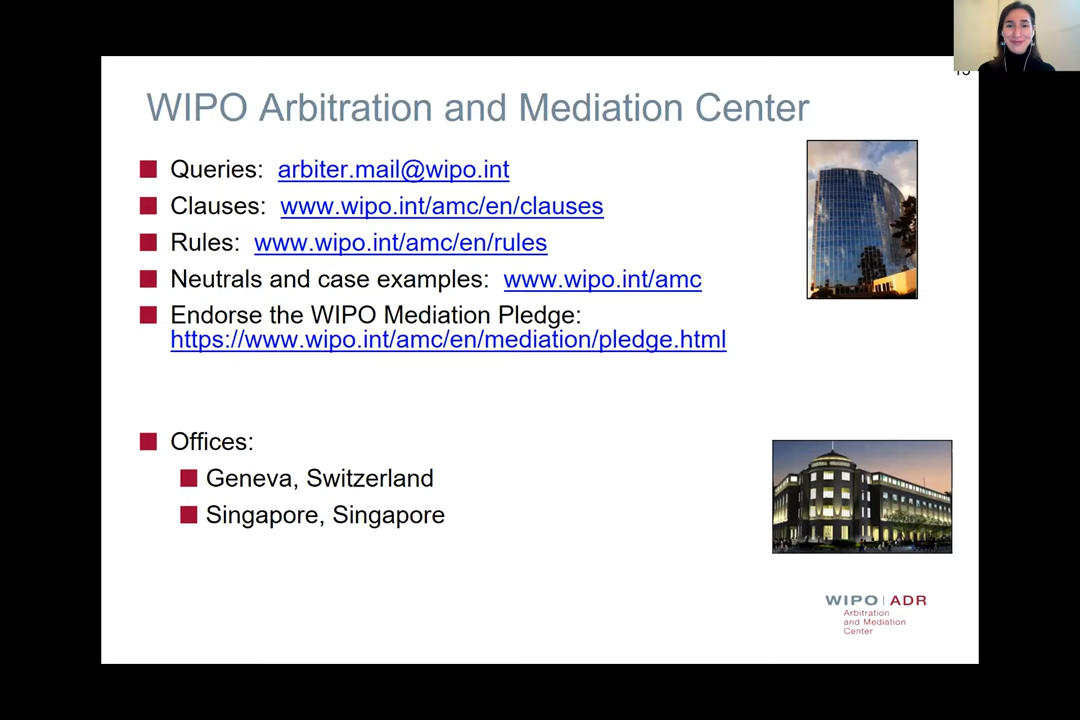 WIPO Arbitration and Mediation Center
Queries: arbiter.mail@wipo.int
Clauses: www.wipo.int/amc/en/clauses
Rules: www.wipo.int/amc/en/rules
Neutrals and case examples: www.wipo.int/amc
Endorse the WIPO Mediation Pledge:
https://www.wipo.int/amc/en/mediation/pledge.html
Offices:
Geneva, Switzerland
Singapore, Singapore
WIPO | ADR
Arbitration
and Mediation
Center